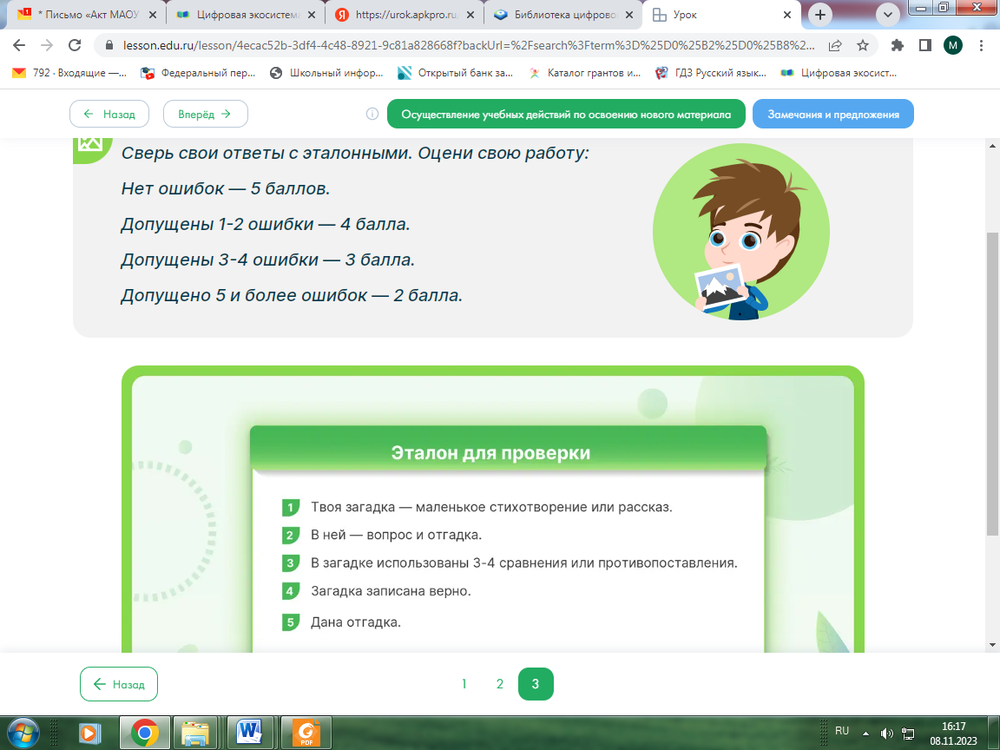 * Письмо «Акт МАОУ
Цифровая экосистема
https://urok.apkpro.ru
Библиотека цифрово
Урок
lesson.edu.ru/lesson/4ecac52b-3df4-4c48-8921-9c81a828668f?backUrl=%2Fsearch%3Fterm%3D%25D0%25B2%25D0%25B8%2...
М
792 · Входящие —...
Федеральный пер...
Школьный инфор...
Открытый банк за...
Каталог грантов и...
ГДЗ Русский язык...
Цифровая экосист...
Назад
Вперёд
Осуществление учебных действий по освоению нового материала
Замечания и предложения
Сверь свои ответы с эталонными. Оцени свою работу:
Нет ошибок — 5 баллов.
Допущены 1-2 ошибки — 4 балла.
Допущены 3-4 ошибки — 3 балла.
Допущено 5 и более ошибок — 2 балла.
Эталон для проверки
1 Твоя загадка — маленькое стихотворение или рассказ.
2 В ней — вопрос и отгадка.
3 В загадке использованы 3-4 сравнения или противопоставления.
4 Загадка записана верно.
5 Дана отгадка.
Назад
1 2 3
PDF
RU
16:17
08.11.2023